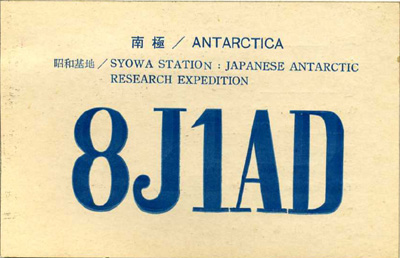 南極 / ANTARCTICA
昭和基地 / SYOWA STATION : JAPANESE ANTARCTIC
RESEARCH EXPEDITION
8J1AD